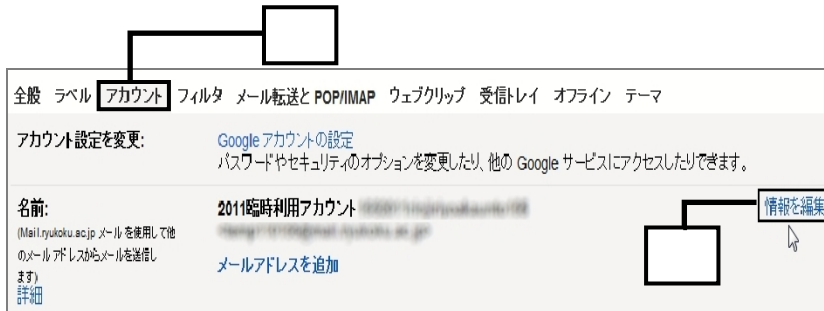 全般 ラベル アカウント フィルタ メール転送と POP/IMAP ウェブクリップ 受信トレイ オフライン テーマ
アカウント設定を変更:
Google アカウントの設定
パスワードやセキュリティのオプションを変更したり、他の Google サービスにアクセスしたりできます。
名前:
(Mail.ryukoku.ac.jp メールを使用して他
のメール アドレスからメールを送信し
ます)
詳細
2011臨時利用アカウント
メールアドレスを追加
情報を編集